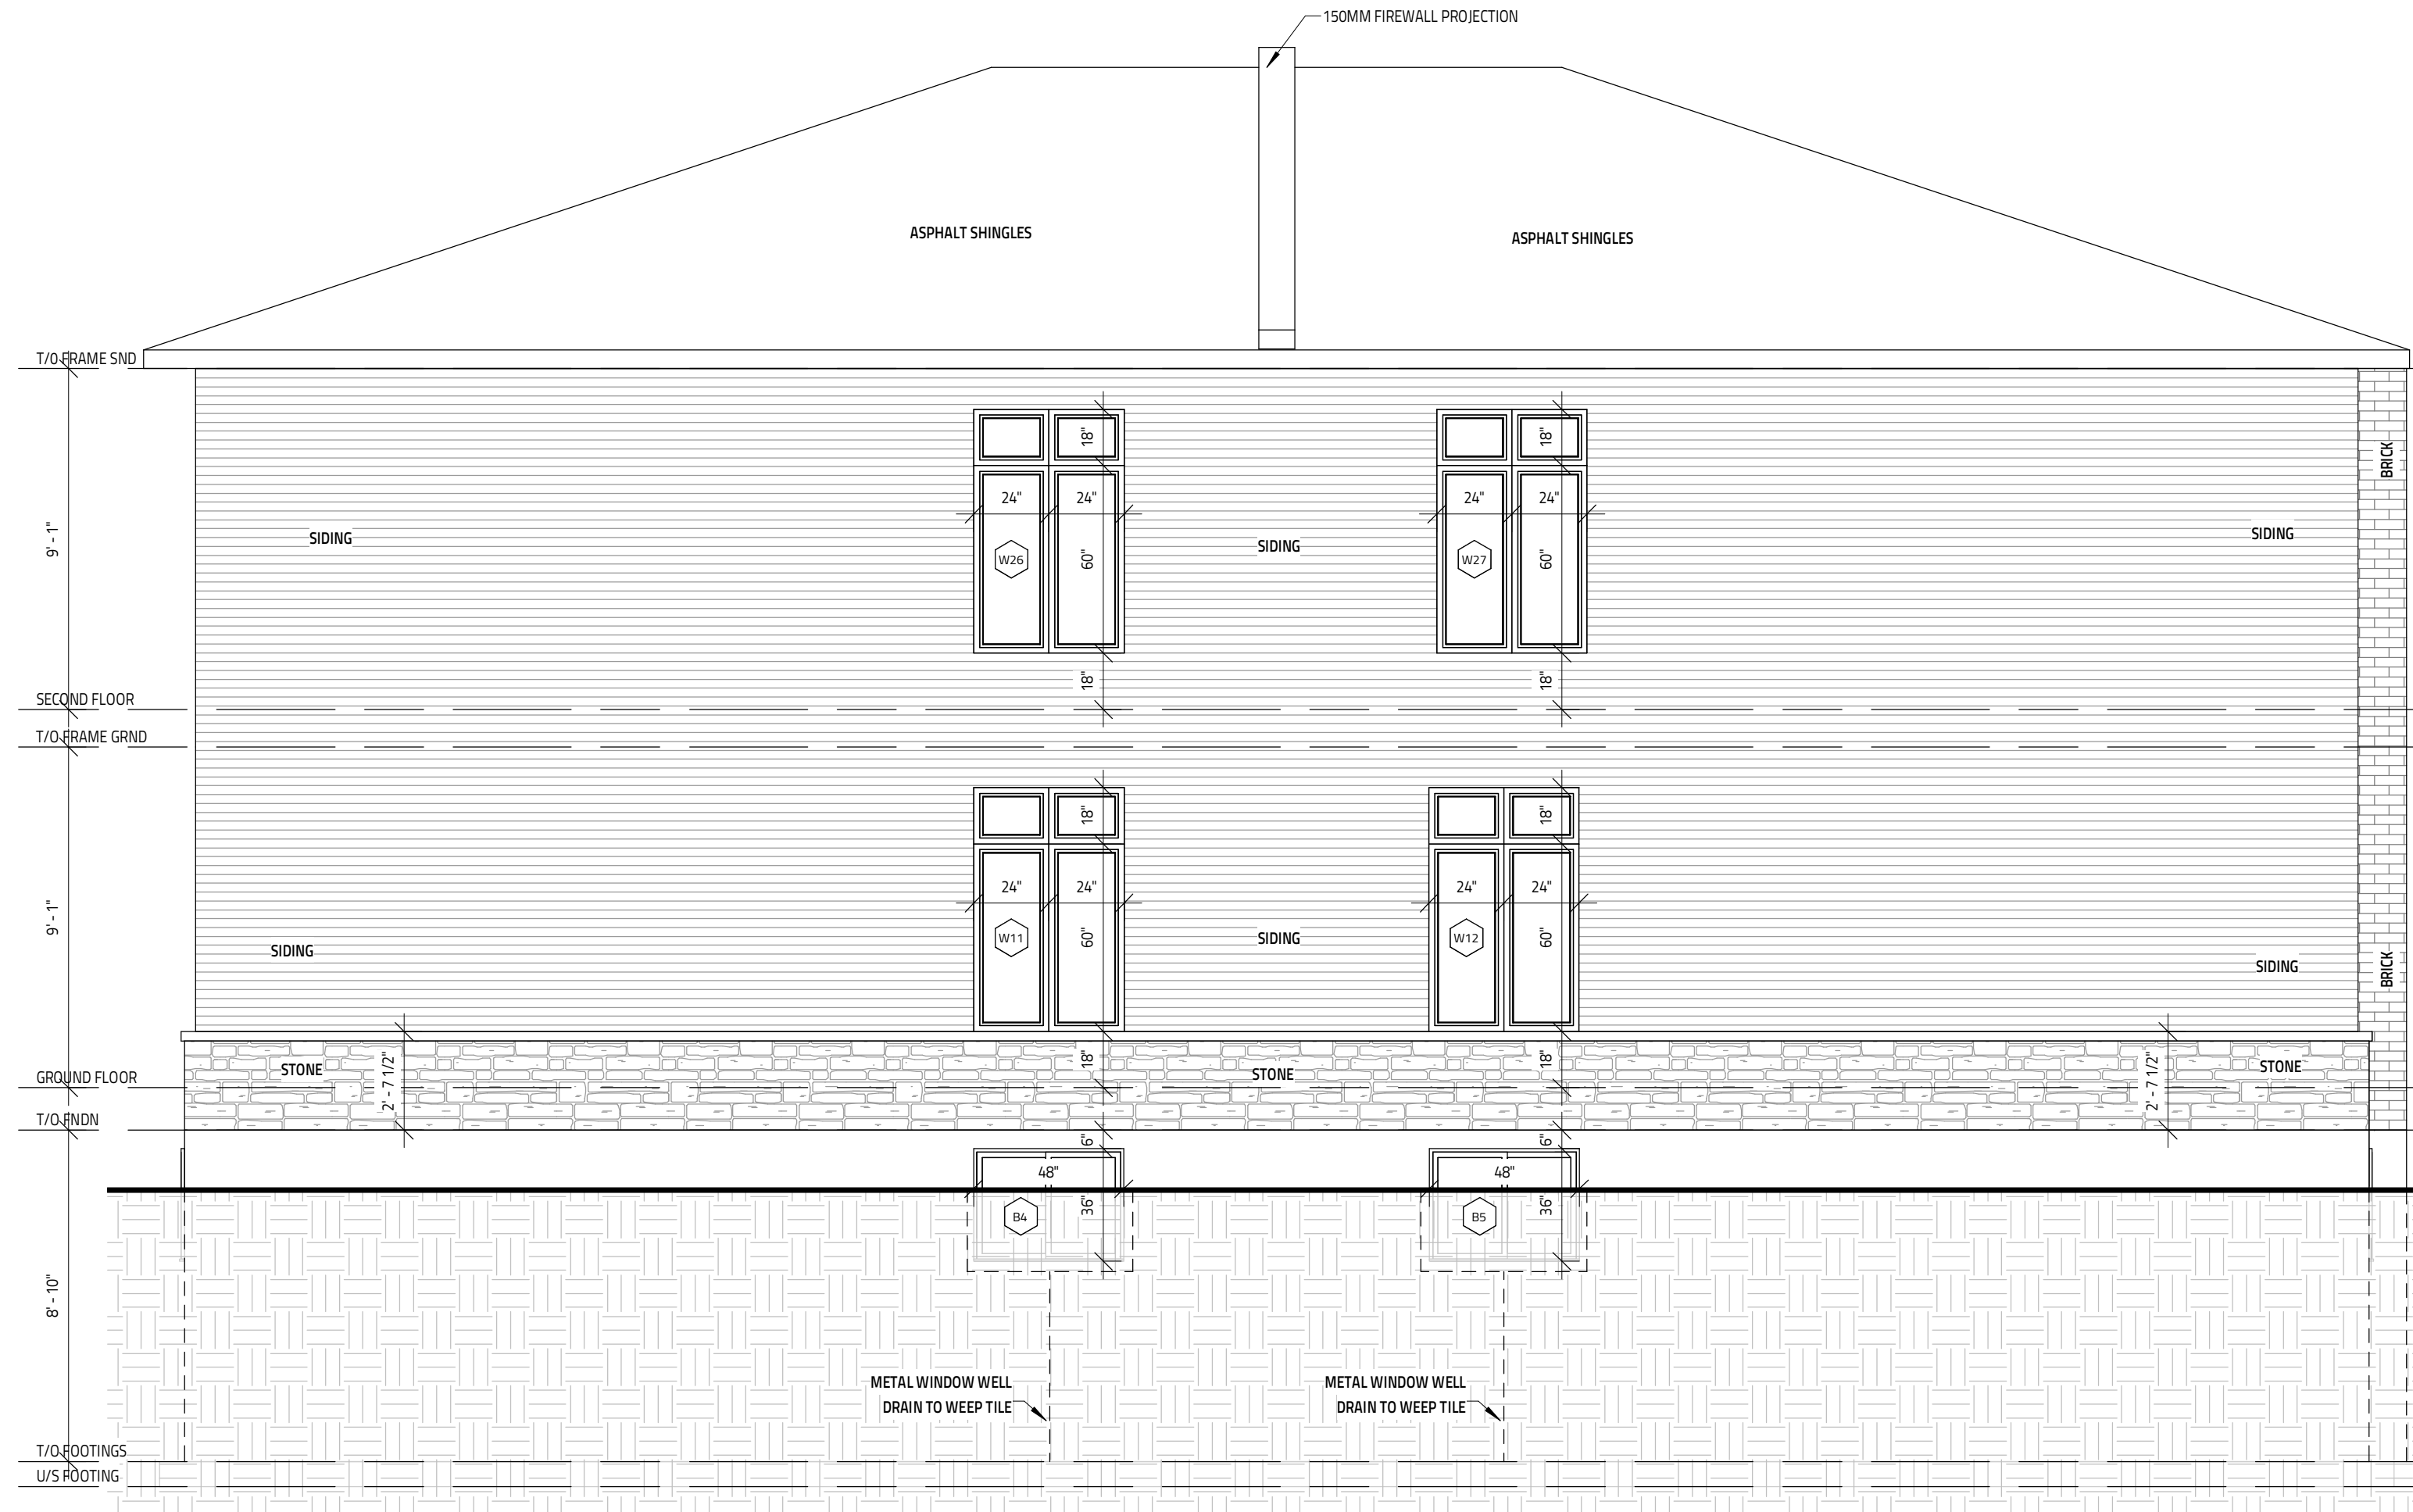 150MM FIREWALL PROJECTION
ASPHALT SHINGLES
ASPHALT SHINGLES
T/O FRAME SND
18"
18"
BRICK
24"
24"
24"
24"
9' - 1"
SIDING
SIDING
SIDING
W26
60"
W27
60"
18"
18"
SECOND FLOOR
T/O FRAME GRND
18"
18"
24"
24"
24"
24"
9' - 1"
W11
60"
SIDING
W12
60"
SIDING
SIDING
BRICK
STONE
2' - 7 1/2"
18"
STONE
18"
2' - 7 1/2"
STONE
GROUND FLOOR
T/O FNDN
6"
6"
48"
48"
B4
36"
B5
36"
8' - 10"
METAL WINDOW WELL
DRAIN TO WEEP TILE
METAL WINDOW WELL
DRAIN TO WEEP TILE
T/O FOOTINGS
U/S FOOTING